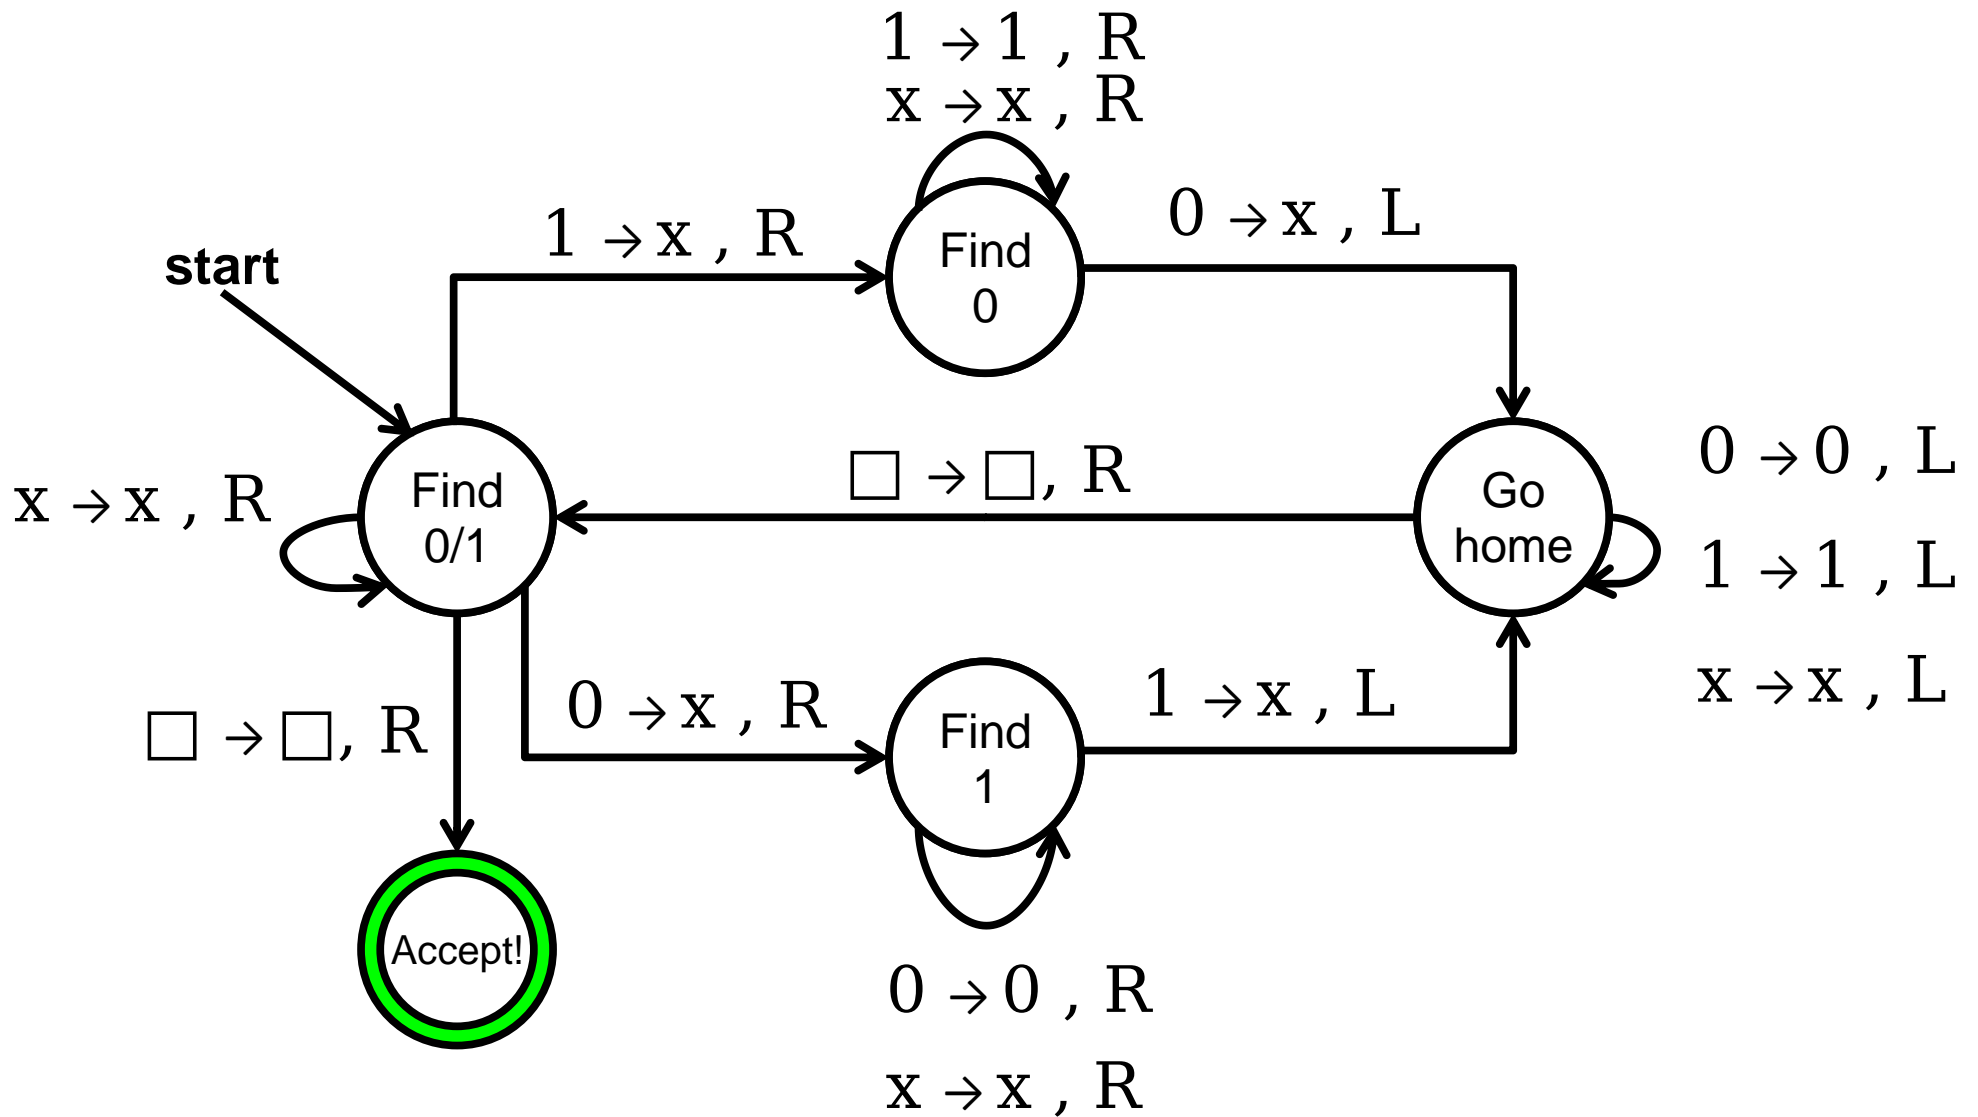 1 → 1 , R
x → x , R
0 → x , L
1 → x , R
start
Find
0
x → x , R
Find
0/1
□ → □, R
Go
home
0 → 0 , L
1 → 1 , L
x → x , L
□ → □, R
0 → x , R
Find
1
1 → x , L
Accept!
0 → 0 , R
x → x , R